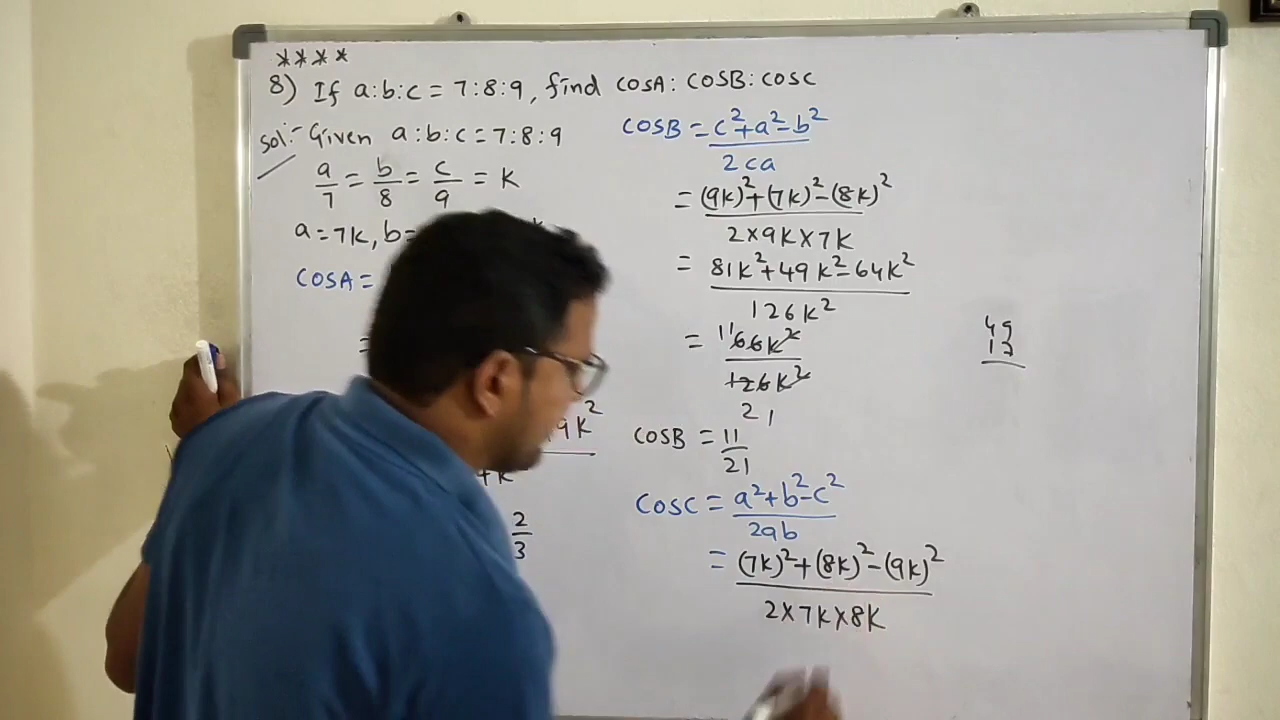 ****
8) If a:b:c = 7:8:9, find cosA: cosB: cosC
Sol:- Given a:b:c = 7:8:9
a/7 = b/8 = c/9 = K
a = 7K, b =
cosA =
=
9K²
2/3
cosB = c²+a²-b² / 2ca
= (9K)²+(7K)²-(8K)² / 2×9K×7K
= 81K²+49K²-64K² / 126K²
= 11 66K² / 126K² 21
cosB = 11/21
cosC = a²+b²-c² / 2ab
= (7K)²+(8K)²-(9K)² / 2×7K×8K
49